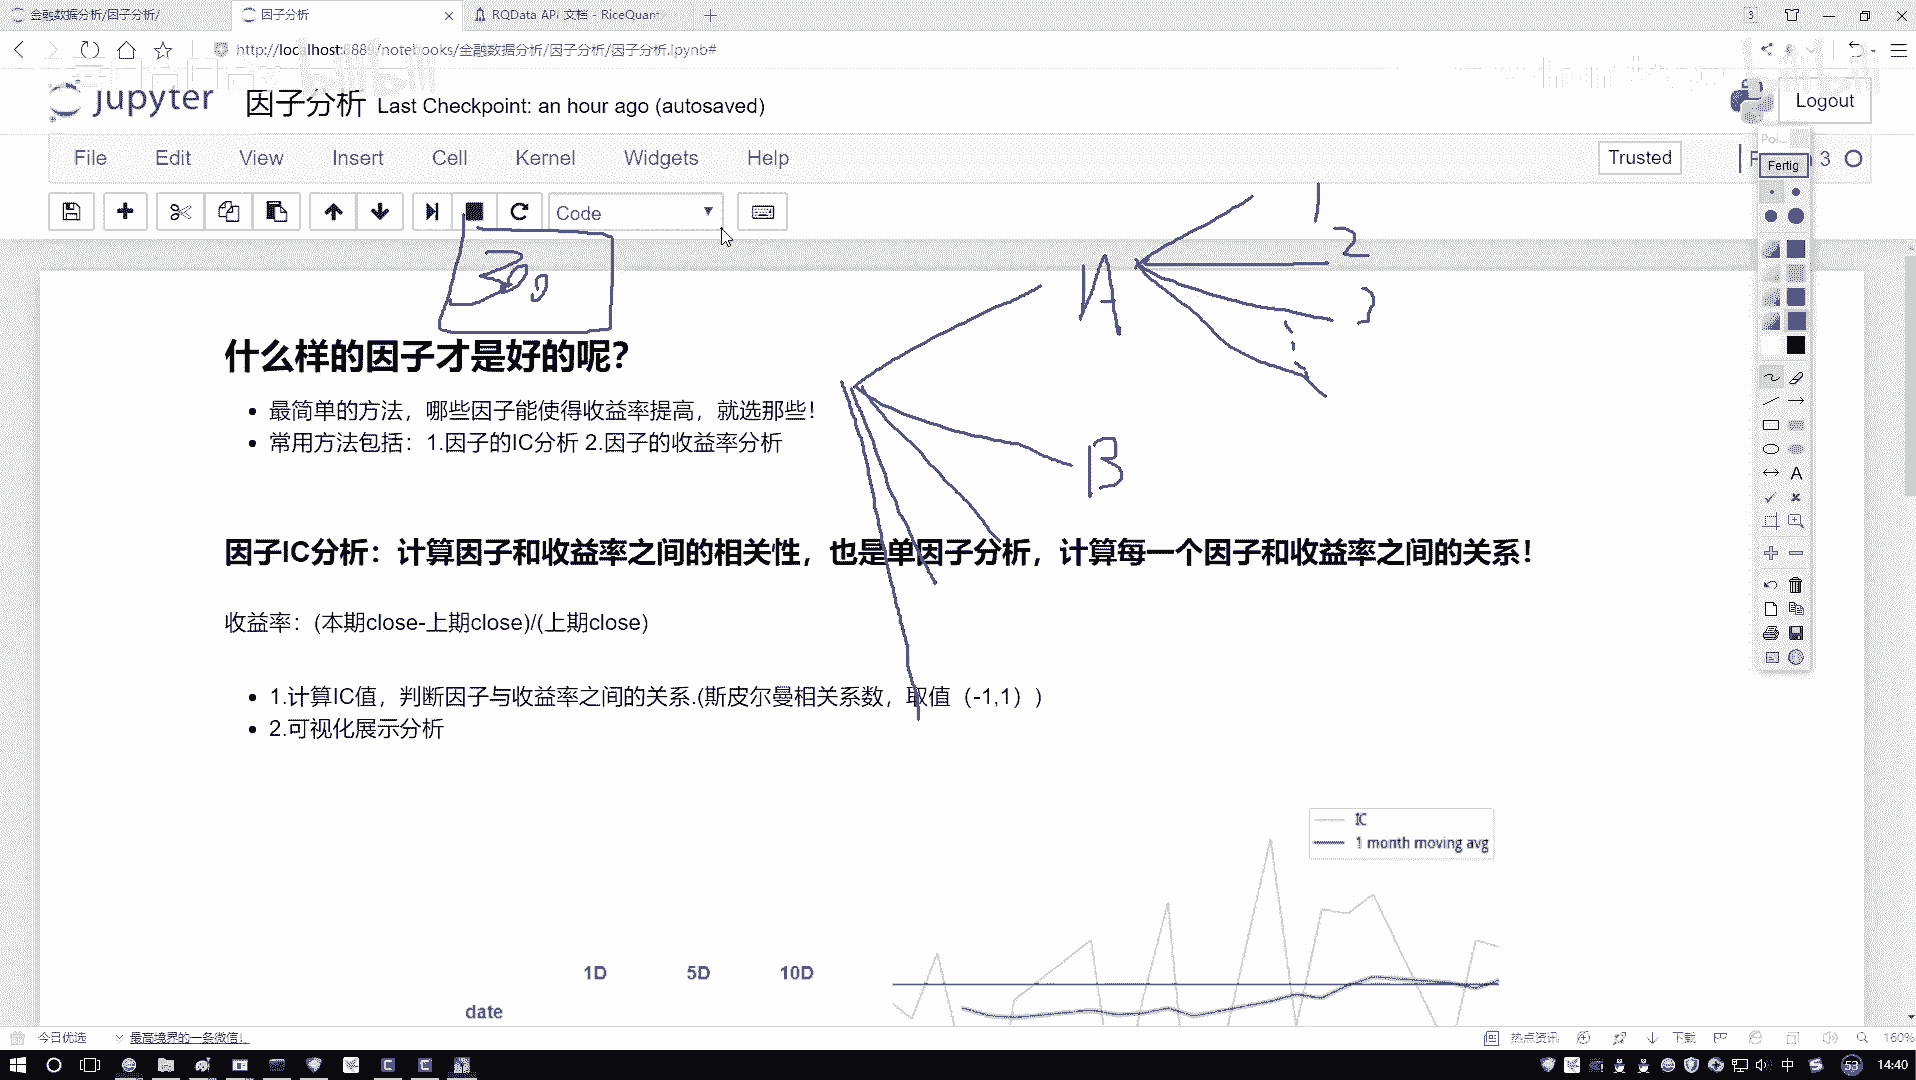 金融数据分析/因子分析/
因子分析
RQData API 文档 - RiceQuant
3
http://localhost:8889/notebooks/金融数据分析/因子分析/因子分析.ipynb#
jupyter 因子分析 Last Checkpoint: an hour ago (autosaved)
Logout
File Edit View Insert Cell Kernel Widgets Help
Trusted
3
Fertig
Code
300
A
1
2
3
B
什么样的因子才是好的呢？
最简单的方法，哪些因子能使得收益率提高，就选那些！
常用方法包括：1.因子的IC分析 2.因子的收益率分析
因子IC分析：计算因子和收益率之间的相关性，也是单因子分析，计算每一个因子和收益率之间的关系！
收益率：(本期close-上期close)/(上期close)
1.计算IC值，判断因子与收益率之间的关系.(斯皮尔曼相关系数，取值（-1,1）)
2.可视化展示分析
IC
1 month moving avg
1D 5D 10D
date
今日优选
最高境界的一条微信！
热点资讯
下载
160%
中
53
14:40